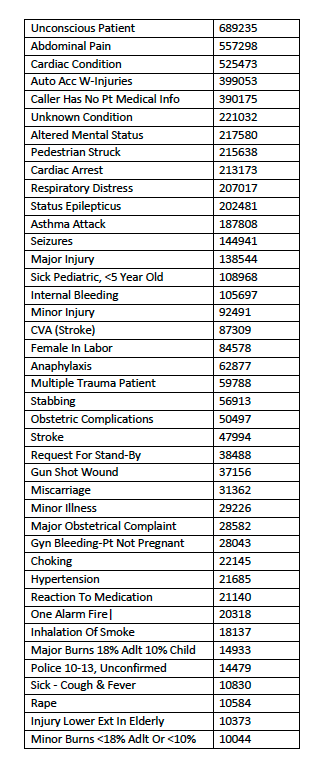 Unconscious Patient 689235
Abdominal Pain 557298
Cardiac Condition 525473
Auto Acc W-Injuries 399053
Caller Has No Pt Medical Info 390175
Unknown Condition 221032
Altered Mental Status 217580
Pedestrian Struck 215638
Cardiac Arrest 213173
Respiratory Distress 207017
Status Epilepticus 202481
Asthma Attack 187808
Seizures 144941
Major Injury 138544
Sick Pediatric, <5 Year Old 108968
Internal Bleeding 105697
Minor Injury 92491
CVA (Stroke) 87309
Female In Labor 84578
Anaphylaxis 62877
Multiple Trauma Patient 59788
Stabbing 56913
Obstetric Complications 50497
Stroke 47994
Request For Stand-By 38488
Gun Shot Wound 37156
Miscarriage 31362
Minor Illness 29226
Major Obstetrical Complaint 28582
Gyn Bleeding-Pt Not Pregnant 28043
Choking 22145
Hypertension 21685
Reaction To Medication 21140
One Alarm Fire| 20318
Inhalation Of Smoke 18137
Major Burns 18% Adlt 10% Child 14933
Police 10-13, Unconfirmed 14479
Sick - Cough & Fever 10830
Rape 10584
Injury Lower Ext In Elderly 10373
Minor Burns <18% Adlt Or <10% 10044